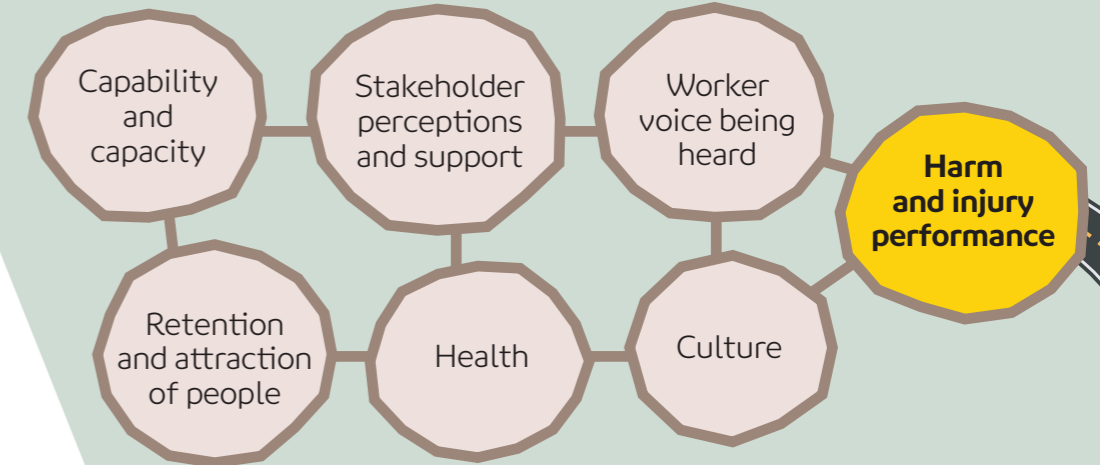 Capability
and
capacity
Stakeholder
perceptions
and support
Worker
voice being
heard
Harm
and injury
performance
Retention
and attraction
of people
Health
Culture